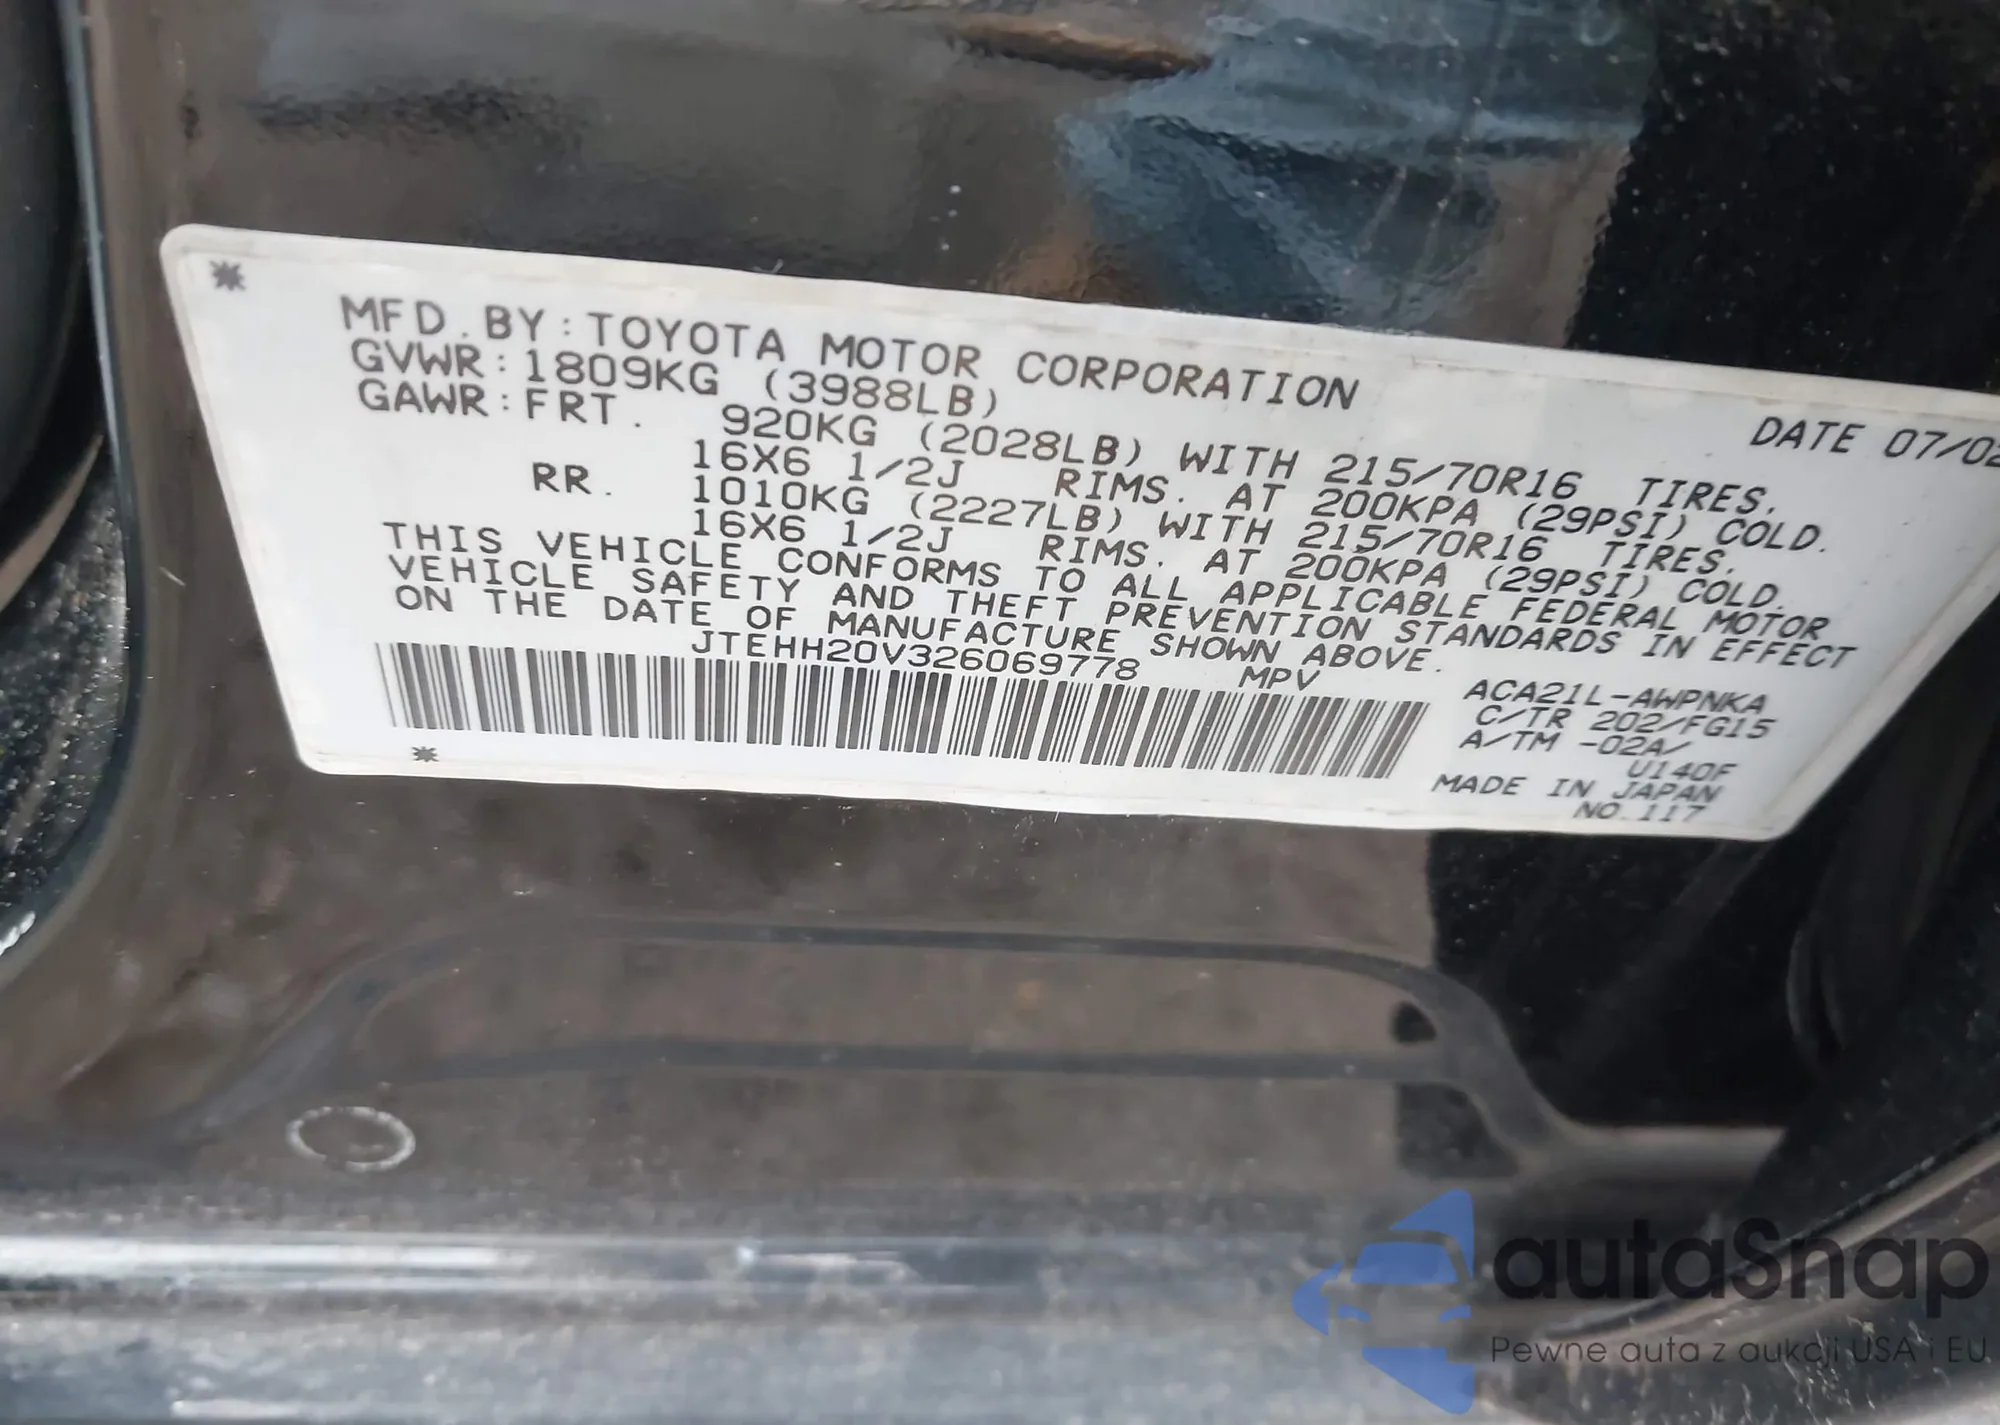 MFD. BY: TOYOTA MOTOR CORPORATION
DATE 07/02
GVWR: 1809KG (3988LB)
GAWR: FRT. 920KG (2028LB) WITH 215/70R16 TIRES,
16X6 1/2J RIMS. AT 200KPA (29PSI) COLD.
RR. 1010KG (2227LB) WITH 215/70R16 TIRES,
16X6 1/2J RIMS. AT 200KPA (29PSI) COLD.
THIS VEHICLE CONFORMS TO ALL APPLICABLE FEDERAL MOTOR
VEHICLE SAFETY AND THEFT PREVENTION STANDARDS IN EFFECT
ON THE DATE OF MANUFACTURE SHOWN ABOVE.
JTEHH20V326069778 MPV
ACA21L-AWPNKA
C/TR 202/FG15
A/TM -02A/
U140F
MADE IN JAPAN
NO.117
autaSnap
Pewne auta z aukcji USA i EU